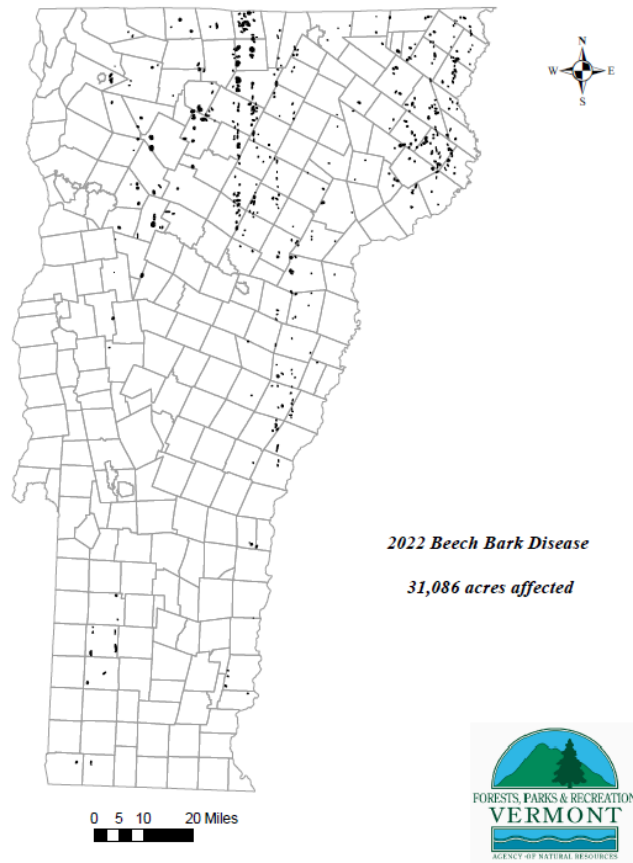 N
W E
S
2022 Beech Bark Disease
31,086 acres affected
FORESTS, PARKS & RECREATION
VERMONT
AGENCY OF NATURAL RESOURCES
0 5 10 20 Miles